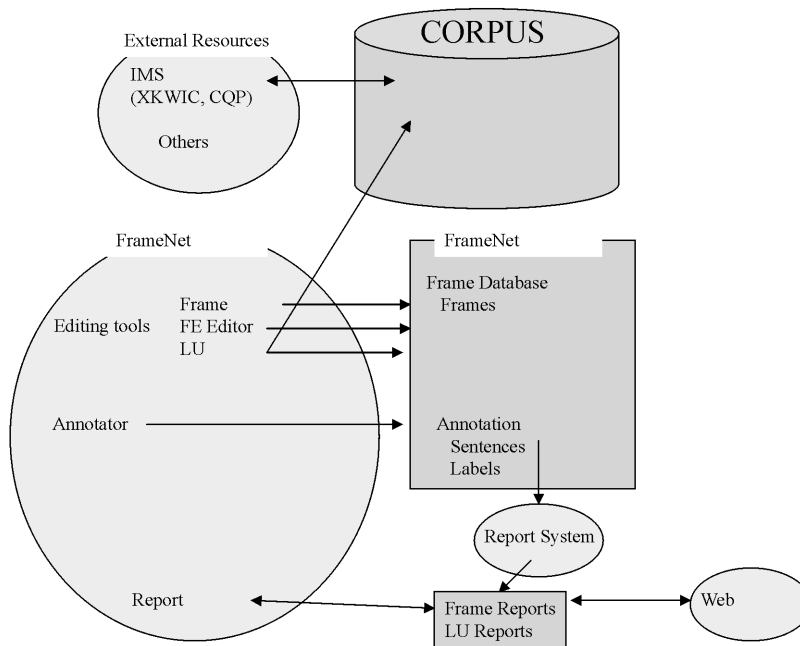 CORPUS
External Resources
IMS
(XKWIC, CQP)
Others
FrameNet
Editing tools
Frame
FE Editor
LU
Annotator
Report
FrameNet
Frame Database
Frames
Annotation
Sentences
Labels
Report System
Frame Reports
LU Reports
Web